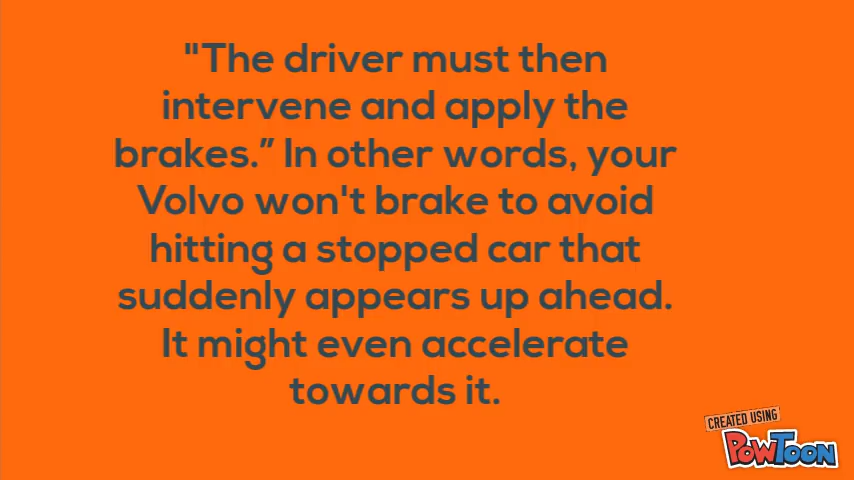 "The driver must then
intervene and apply the
brakes.” In other words, your
Volvo won't brake to avoid
hitting a stopped car that
suddenly appears up ahead.
It might even accelerate
towards it.
CREATED USING
POWTOON